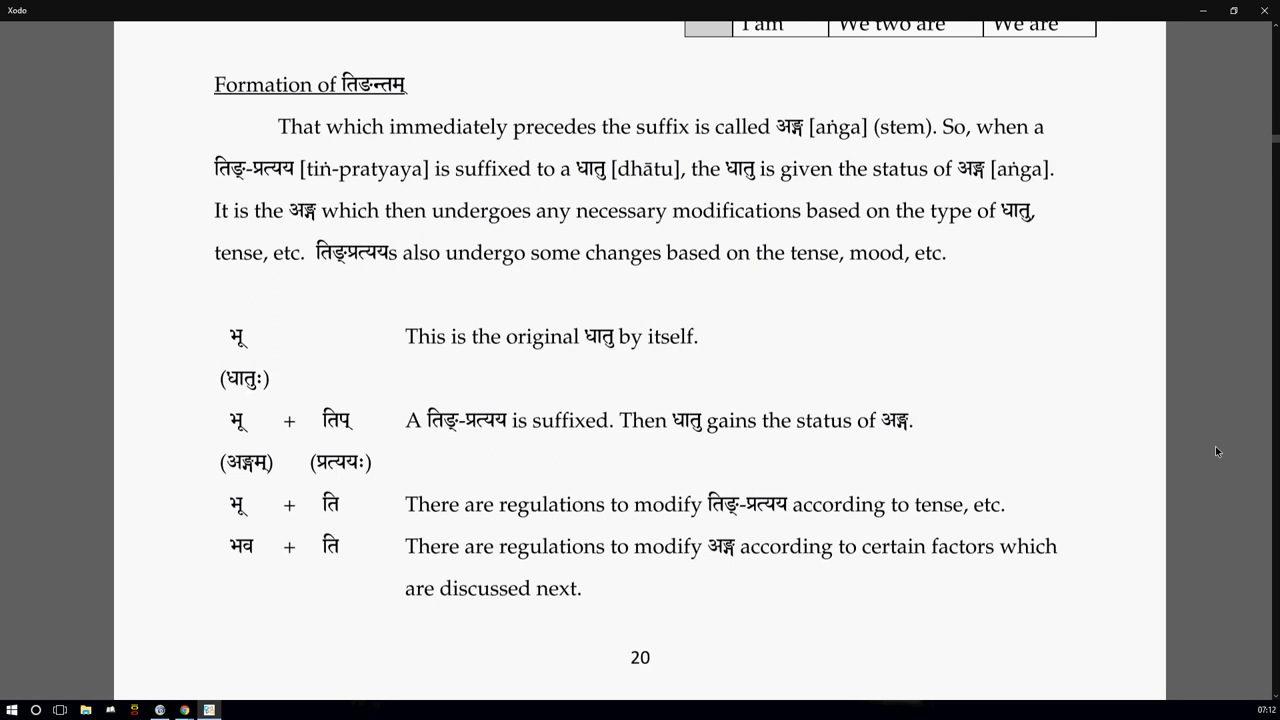 Xodo
I am We two are We are
Formation of तिङन्तम्
That which immediately precedes the suffix is called अङ्ग [aṅga] (stem). So, when a
तिङ्-प्रत्यय [tiṅ-pratyaya] is suffixed to a धातु [dhātu], the धातु is given the status of अङ्ग [aṅga].
It is the अङ्ग which then undergoes any necessary modifications based on the type of धातु,
tense, etc. तिङ्प्रत्ययs also undergo some changes based on the tense, mood, etc.
भू This is the original धातु by itself.
(धातुः)
भू + तिप् A तिङ्-प्रत्यय is suffixed. Then धातु gains the status of अङ्ग.
(अङ्गम्) (प्रत्ययः)
भू + ति There are regulations to modify तिङ्-प्रत्यय according to tense, etc.
भव + ति There are regulations to modify अङ्ग according to certain factors which
are discussed next.
20
07:12